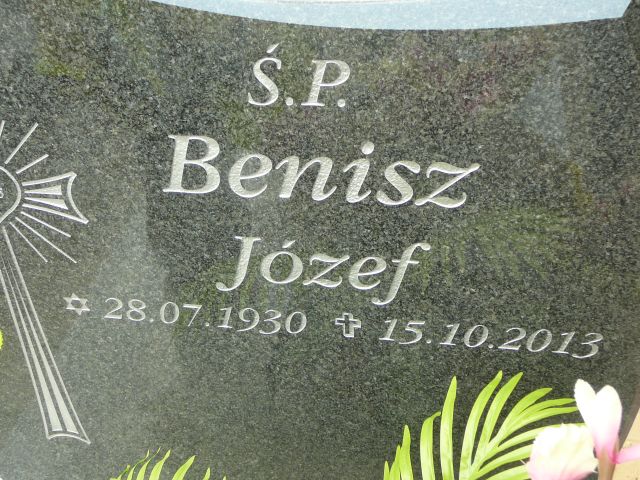 Ś.P.
Benisz
Józef
✡ 28.07.1930 ✝ 15.10.2013